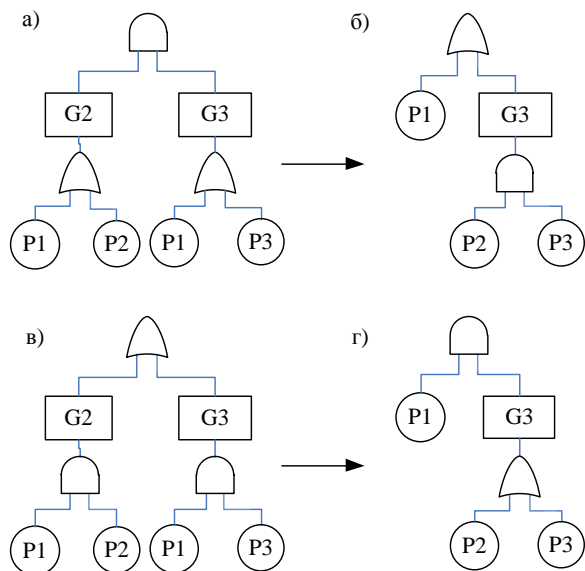 а) б)
P1
G2 G3 G3
P1 P2 P1 P3 P2 P3
в) г)
P1
G2 G3 G3
P1 P2 P1 P3 P2 P3